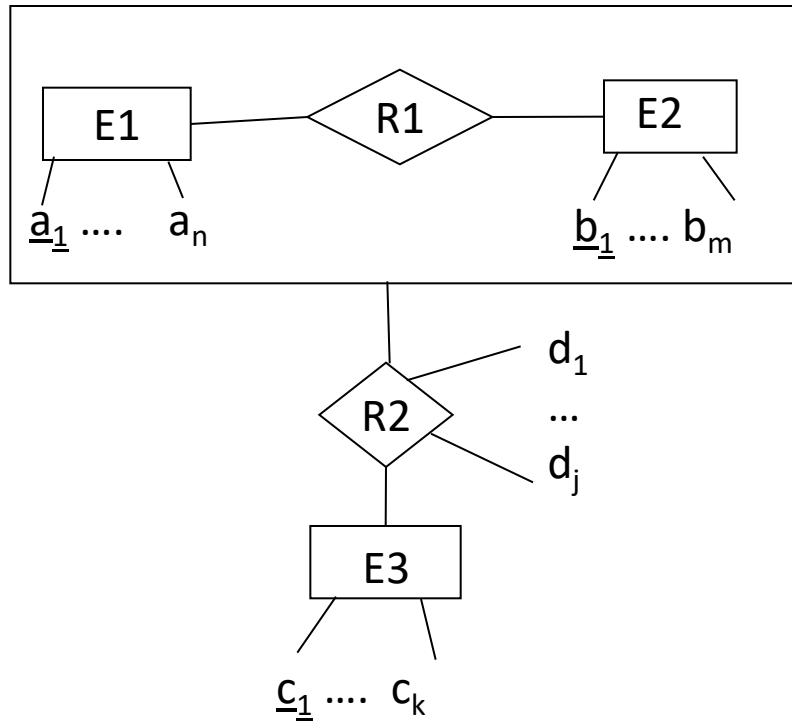 E1 R1 E2
a₁ .... aₙ b₁ .... bₘ
d₁
R2 ...
dⱼ
E3
c₁ .... cₖ